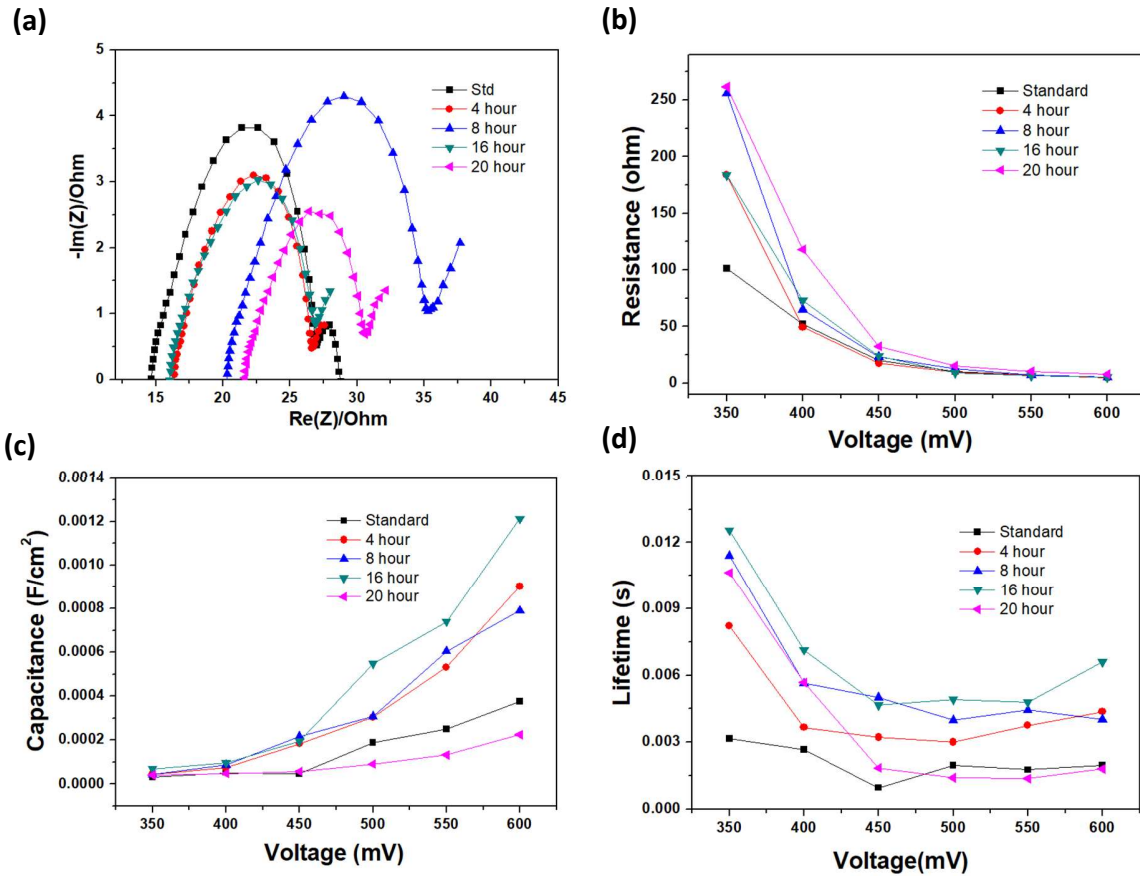 (a)
5
4
3
2
1
0
15 20 25 30 35 40 45
-Im(Z)/Ohm
Re(Z)/Ohm
Std
4 hour
8 hour
16 hour
20 hour
(b)
250
200
150
100
50
0
350 400 450 500 550 600
Resistance (ohm)
Voltage (mV)
Standard
4 hour
8 hour
16 hour
20 hour
(c)
0.0014
0.0012
0.0010
0.0008
0.0006
0.0004
0.0002
0.0000
350 400 450 500 550 600
Capacitance (F/cm²)
Voltage (mV)
Standard
4 hour
8 hour
16 hour
20 hour
(d)
0.015
0.012
0.009
0.006
0.003
0.000
350 400 450 500 550 600
Lifetime (s)
Voltage(mV)
Standard
4 hour
8 hour
16 hour
20 hour